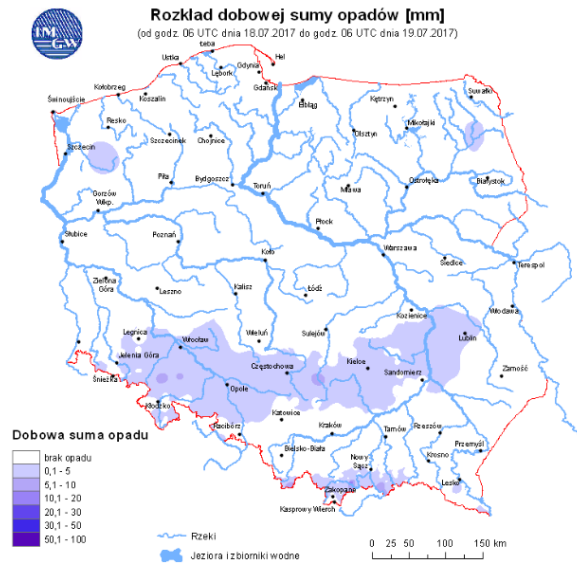 IM
GW
Rozkład dobowej sumy opadów [mm]
(od godz. 06 UTC dnia 18.07.2017 do godz. 06 UTC dnia 19.07.2017)
Łeba
Hel
Ustka
Lębork
Gdynia
Gdańsk
Kołobrzeg
Koszalin
Elbląg
Kętrzyn
Suwałki
Świnoujście
Resko
Szczecinek
Chojnice
Olsztyn
Mikołajki
Szczecin
Piła
Bydgoszcz
Toruń
Mława
Ostrołęka
Białystok
Gorzów
Wlkp.
Płock
Słubice
Poznań
Koło
Warszawa
Siedlce
Terespol
Zielona
Góra
Leszno
Kalisz
Łódź
Kozienice
Włodawa
Legnica
Wrocław
Wieluń
Sulejów
Lublin
Jelenia Góra
Śnieżka
Częstochowa
Kielce
Sandomierz
Zamość
Kłodzko
Opole
Katowice
Racibórz
Kraków
Tarnów
Rzeszów
Przemyśl
Bielsko-Biała
Nowy
Sącz
Krosno
Lesko
Zakopane
Kasprowy Wierch
Dobowa suma opadu
brak opadu
0,1 - 5
5,1 - 10
10,1 - 20
20,1 - 30
30,1 - 50
50,1 - 100
Rzeki
Jeziora i zbiorniki wodne
0 25 50 100 150 km